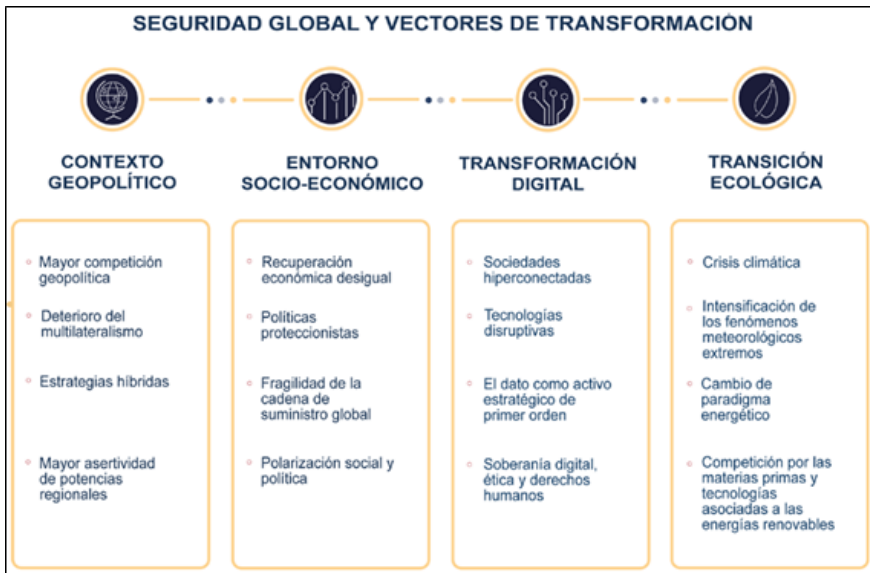 SEGURIDAD GLOBAL Y VECTORES DE TRANSFORMACIÓN
CONTEXTO
GEOPOLÍTICO
Mayor competición
geopolítica
Deterioro del
multilateralismo
Estrategias híbridas
Mayor asertividad
de potencias
regionales
ENTORNO
SOCIO-ECONÓMICO
Recuperación
económica desigual
Políticas
proteccionistas
Fragilidad de la
cadena de
suministro global
Polarización social y
política
TRANSFORMACIÓN
DIGITAL
Sociedades
hiperconectadas
Tecnologías
disruptivas
El dato como activo
estratégico de
primer orden
Soberanía digital,
ética y derechos
humanos
TRANSICIÓN
ECOLÓGICA
Crisis climática
Intensificación de
los fenómenos
meteorológicos
extremos
Cambio de
paradigma
energético
Competición por las
materias primas y
tecnologías
asociadas a las
energías renovables